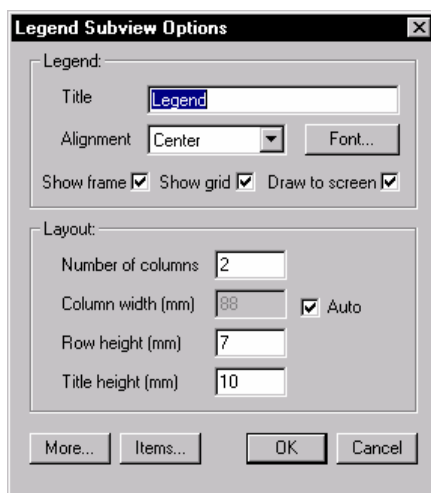 Legend Subview Options
Legend:
Title Legend
Alignment Center Font...
Show frame Show grid Draw to screen
Layout:
Number of columns 2
Column width (mm) 88 Auto
Row height (mm) 7
Title height (mm) 10
More... Items... OK Cancel